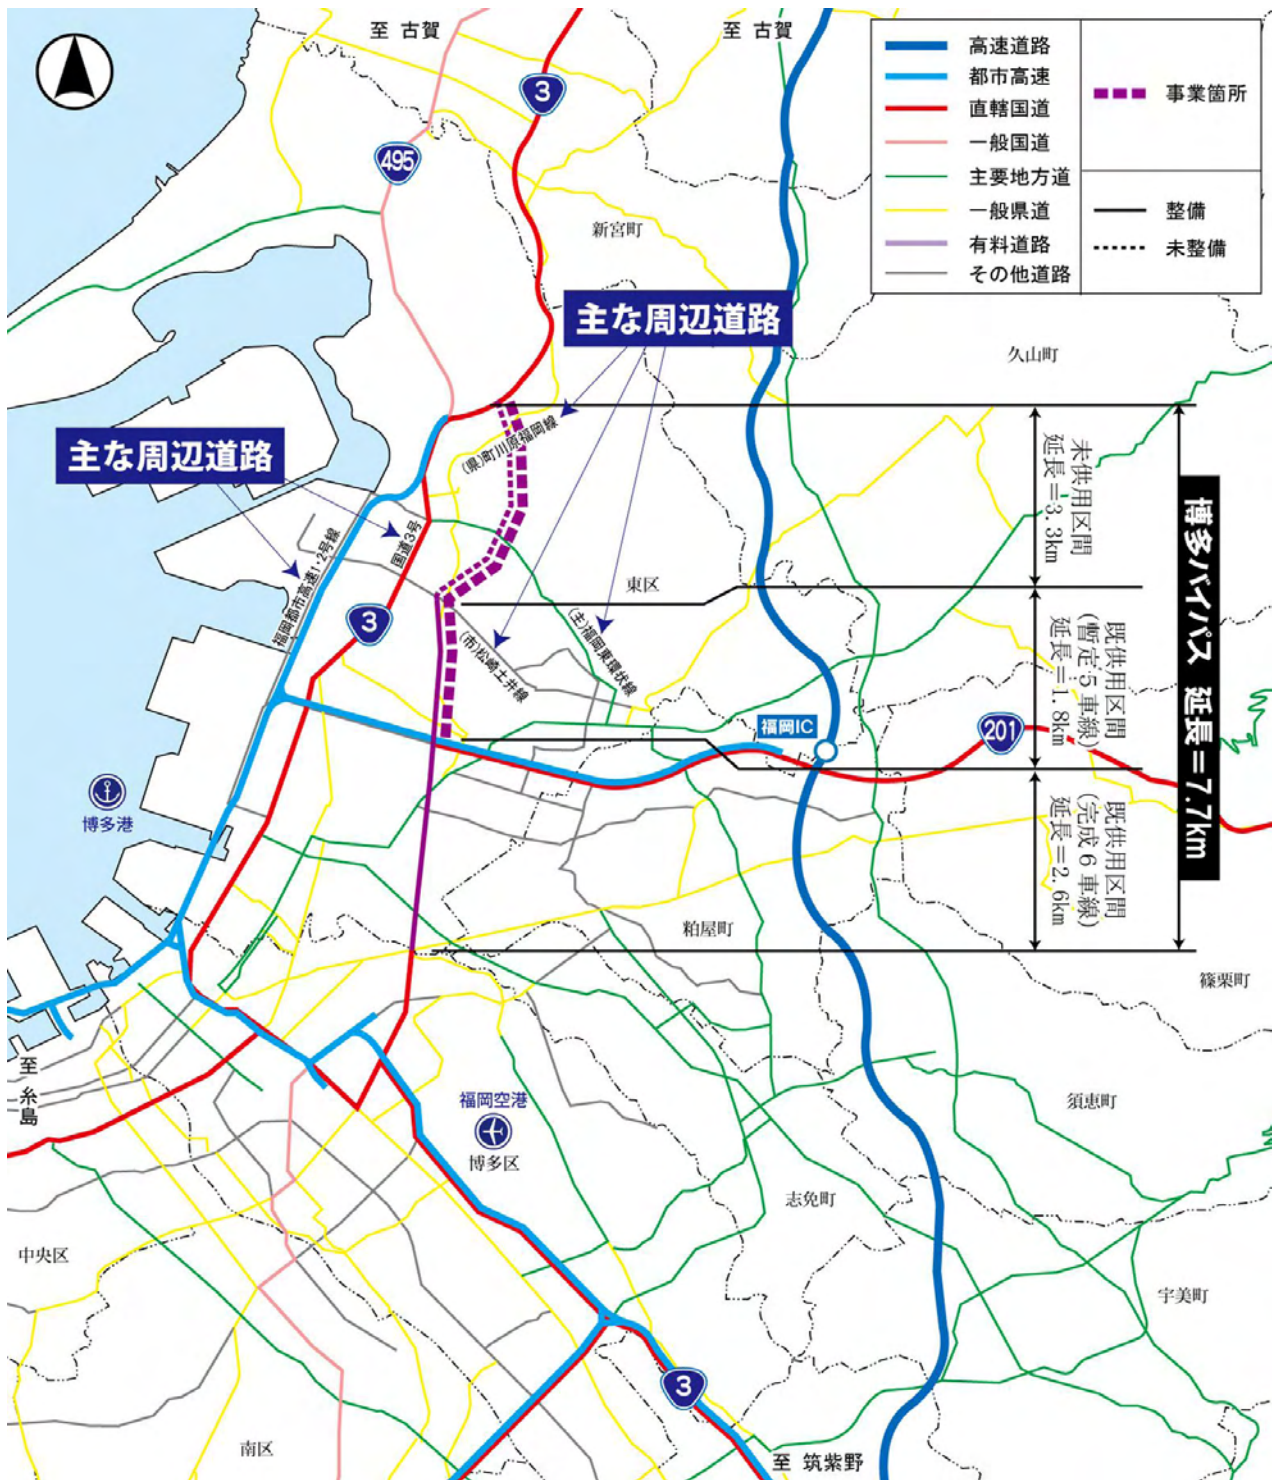 至 古賀
至 古賀
高速道路
都市高速
直轄国道
一般国道
主要地方道
一般県道
有料道路
その他道路
事業箇所
整備
未整備
3
495
新宮町
主な周辺道路
久山町
主な周辺道路
(県)町川原福岡線
未供用区間
延長=3.3km
博多バイパス 延長=7.7km
国道3号
福岡都市高速1・2号線
東区
3
(市)松崎土井線
(主)福岡東環状線
既供用区間
(暫定5車線)
延長=1.8km
福岡IC
201
博多港
既供用区間
(完成6車線)
延長=2.6km
粕屋町
篠栗町
至 糸島
福岡空港
博多区
須恵町
志免町
中央区
宇美町
3
南区
至 筑紫野